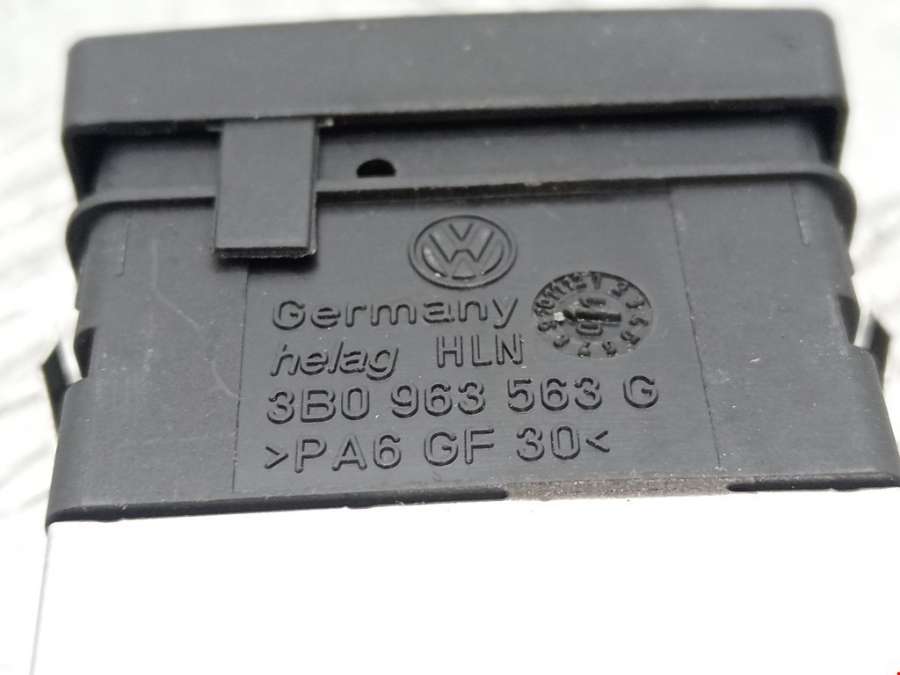 Germany
helag HLN
3B0 963 563 G
>PA6 GF 30<